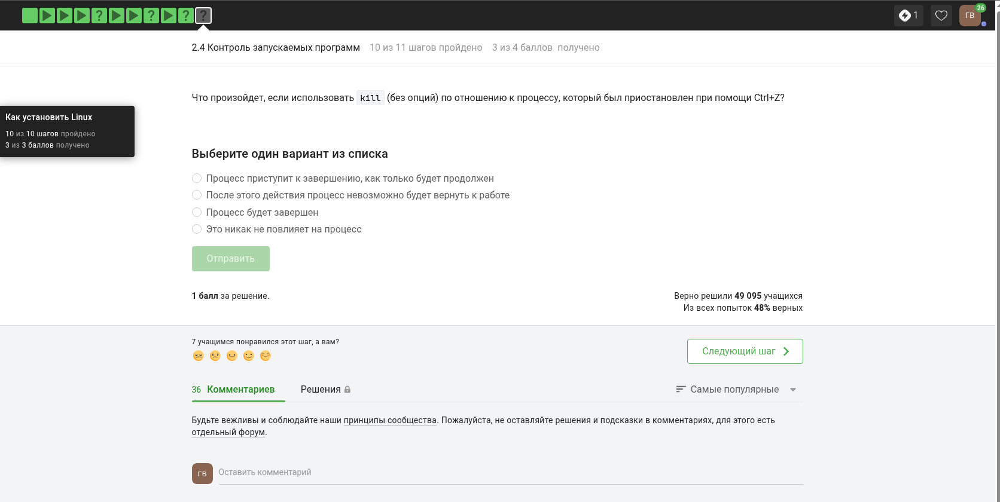 1
ГВ
26
2.4 Контроль запускаемых программ 10 из 11 шагов пройдено 3 из 4 баллов получено
Что произойдет, если использовать kill (без опций) по отношению к процессу, который был приостановлен при помощи Ctrl+Z?
Как установить Linux
10 из 10 шагов пройдено
3 из 3 баллов получено
Выберите один вариант из списка
Процесс приступит к завершению, как только будет продолжен
После этого действия процесс невозможно будет вернуть к работе
Процесс будет завершен
Это никак не повлияет на процесс
Отправить
1 балл за решение.
Верно решили 49 095 учащихся
Из всех попыток 48% верных
7 учащимся понравился этот шаг, а вам?
Следующий шаг
36 Комментариев Решения Самые популярные
Будьте вежливы и соблюдайте наши принципы сообщества. Пожалуйста, не оставляйте решения и подсказки в комментариях, для этого есть
отдельный форум.
ГВ Оставить комментарий